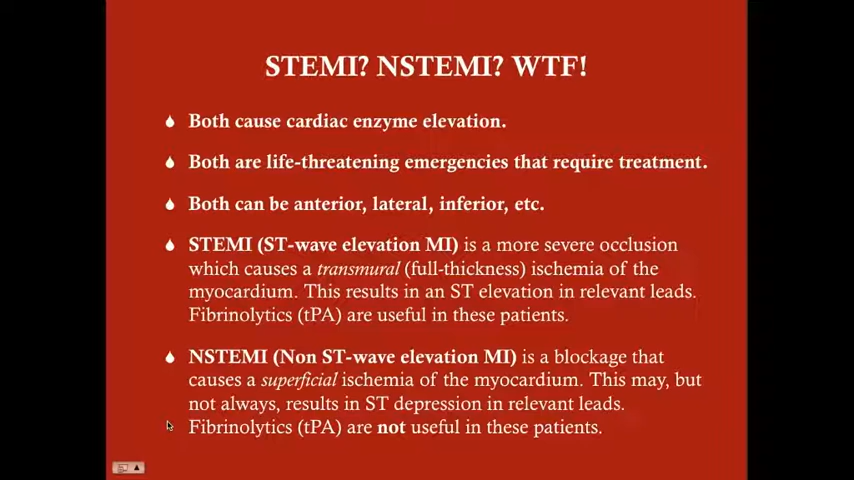 STEMI? NSTEMI? WTF!
Both cause cardiac enzyme elevation.
Both are life-threatening emergencies that require treatment.
Both can be anterior, lateral, inferior, etc.
STEMI (ST-wave elevation MI) is a more severe occlusion
which causes a transmural (full-thickness) ischemia of the
myocardium. This results in an ST elevation in relevant leads.
Fibrinolytics (tPA) are useful in these patients.
NSTEMI (Non ST-wave elevation MI) is a blockage that
causes a superficial ischemia of the myocardium. This may, but
not always, results in ST depression in relevant leads.
Fibrinolytics (tPA) are not useful in these patients.